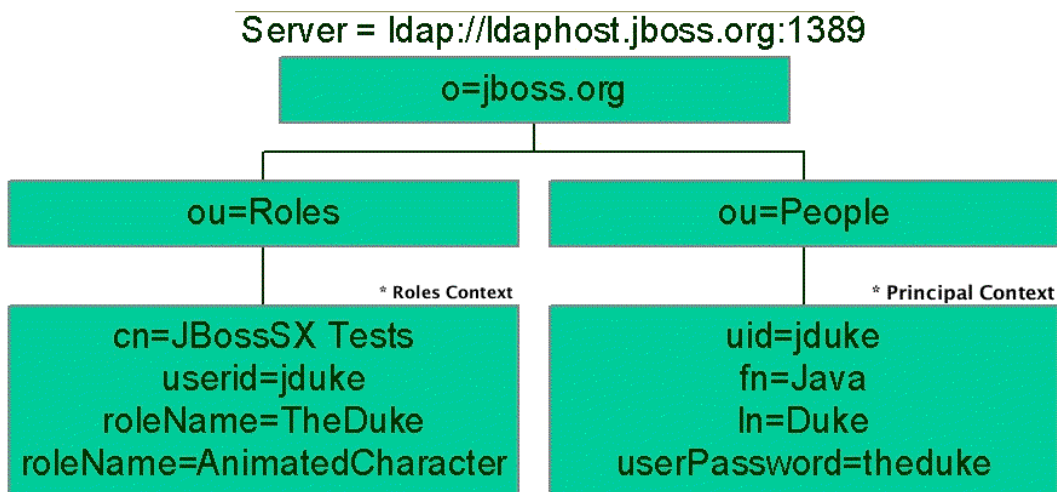 Server = ldap://ldaphost.jboss.org:1389
o=jboss.org
ou=Roles
ou=People
* Roles Context
* Principal Context
cn=JBossSX Tests
userid=jduke
roleName=TheDuke
roleName=AnimatedCharacter
uid=jduke
fn=Java
ln=Duke
userPassword=theduke